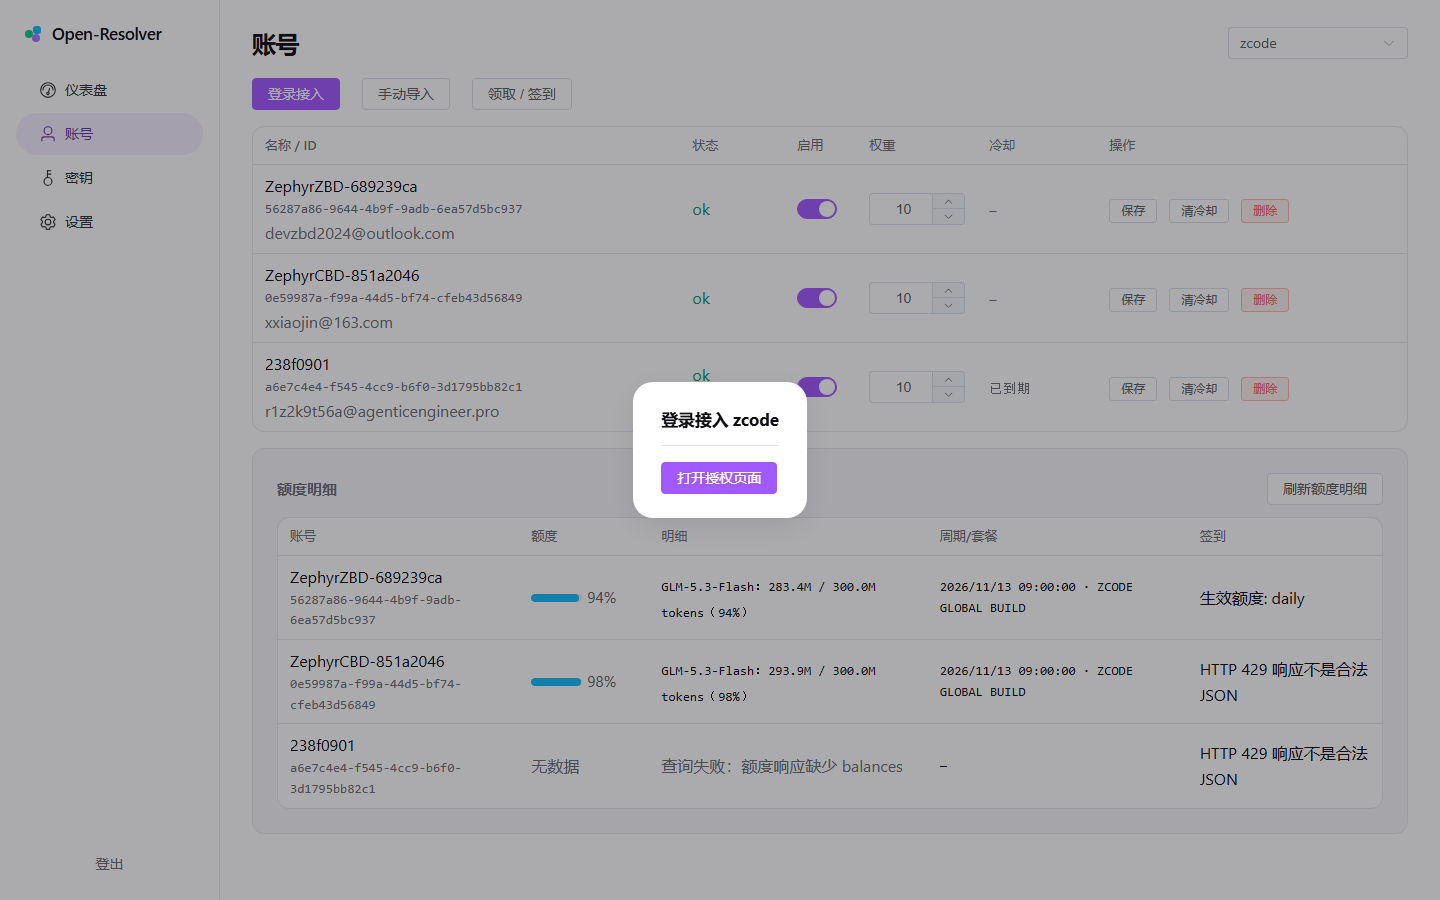 Open-Resolver
仪表盘
账号
密钥
设置
登出
账号
zcode
登录接入
手动导入
领取 / 签到
名称 / ID
状态
启用
权重
冷却
操作
ZephyrZBD-689239ca
56287a86-9644-4b9f-9adb-6ea57d5bc937
devzbd2024@outlook.com
ok
10
–
保存
清冷却
删除
ZephyrCBD-851a2046
0e59987a-f99a-44d5-bf74-cfeb43d56849
xxiaojin@163.com
ok
10
–
保存
清冷却
删除
238f0901
a6e7c4e4-f545-4cc9-b6f0-3d1795bb82c1
r1z2k9t56a@agenticengineer.pro
ok
10
已到期
保存
清冷却
删除
登录接入 zcode
打开授权页面
额度明细
刷新额度明细
账号
额度
明细
周期/套餐
签到
ZephyrZBD-689239ca
56287a86-9644-4b9f-9adb-
6ea57d5bc937
94%
GLM-5.3-Flash: 283.4M / 300.0M
tokens（94%）
2026/11/13 09:00:00 · ZCODE
GLOBAL BUILD
生效额度: daily
ZephyrCBD-851a2046
0e59987a-f99a-44d5-bf74-
cfeb43d56849
98%
GLM-5.3-Flash: 293.9M / 300.0M
tokens（98%）
2026/11/13 09:00:00 · ZCODE
GLOBAL BUILD
HTTP 429 响应不是合法
JSON
238f0901
a6e7c4e4-f545-4cc9-b6f0-
3d1795bb82c1
无数据
查询失败：额度响应缺少 balances
–
HTTP 429 响应不是合法
JSON